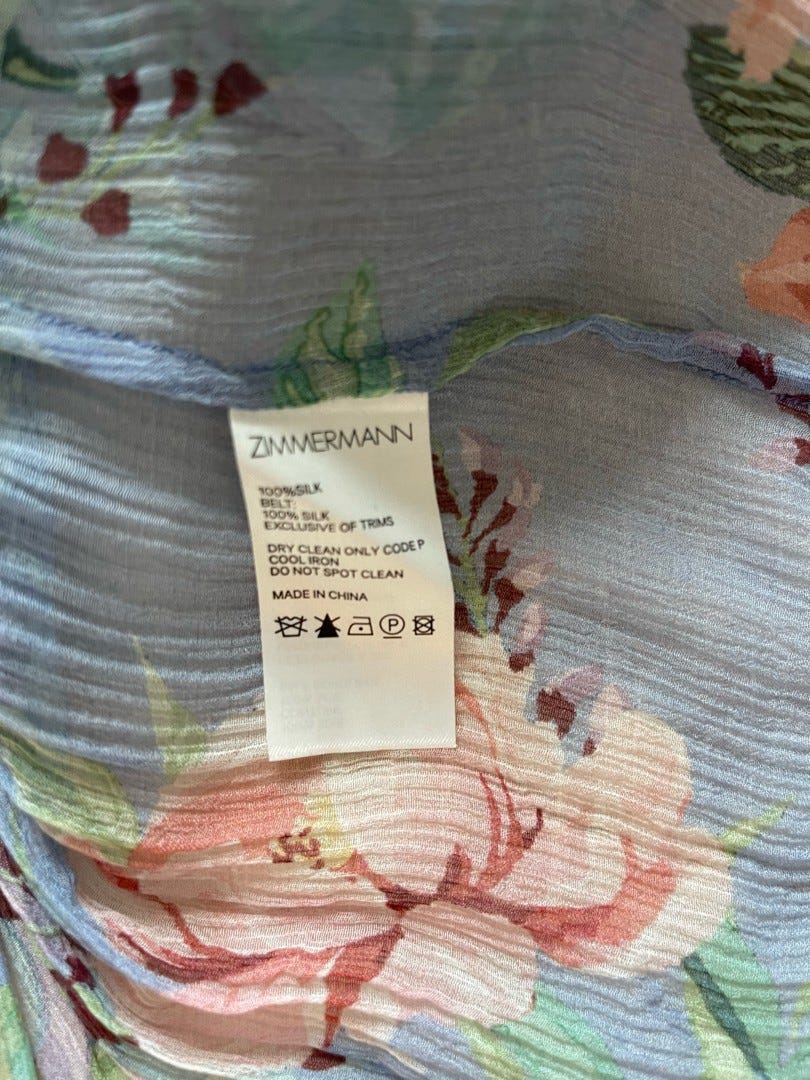 ZIMMERMANN
100%SILK
BELT:
100% SILK
EXCLUSIVE OF TRIMS
DRY CLEAN ONLY CODE P
COOL IRON
DO NOT SPOT CLEAN
MADE IN CHINA
P